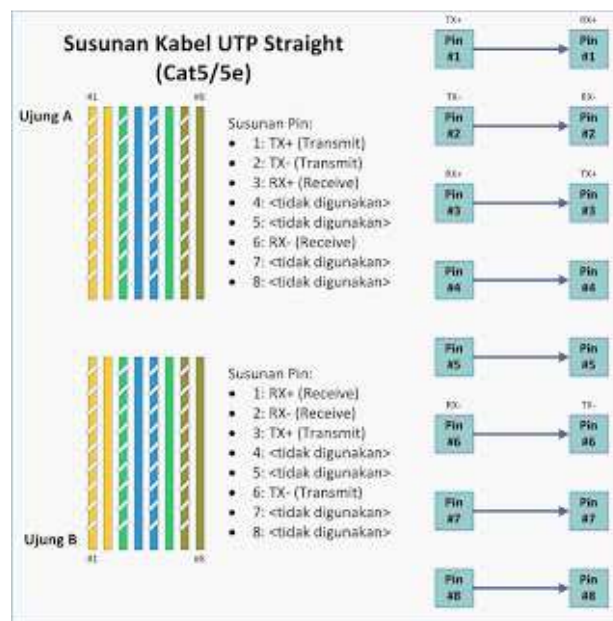 Susunan Kabel UTP Straight
(Cat5/5e)
#1 #8
Ujung A
Susunan Pin:
• 1: TX+ (Transmit)
• 2: TX- (Transmit)
• 3: RX+ (Receive)
• 4: <tidak digunakan>
• 5: <tidak digunakan>
• 6: RX- (Receive)
• 7: <tidak digunakan>
• 8: <tidak digunakan>
Susunan Pin:
• 1: RX+ (Receive)
• 2: RX- (Receive)
• 3: TX+ (Transmit)
• 4: <tidak digunakan>
• 5: <tidak digunakan>
• 6: TX- (Transmit)
• 7: <tidak digunakan>
• 8: <tidak digunakan>
Ujung B
#1 #8
TX+ RX+
Pin Pin
#1 #1
TX- RX-
Pin Pin
#2 #2
RX+ TX+
Pin Pin
#3 #3
Pin Pin
#4 #4
Pin Pin
#5 #5
RX- TX-
Pin Pin
#6 #6
Pin Pin
#7 #7
Pin Pin
#8 #8